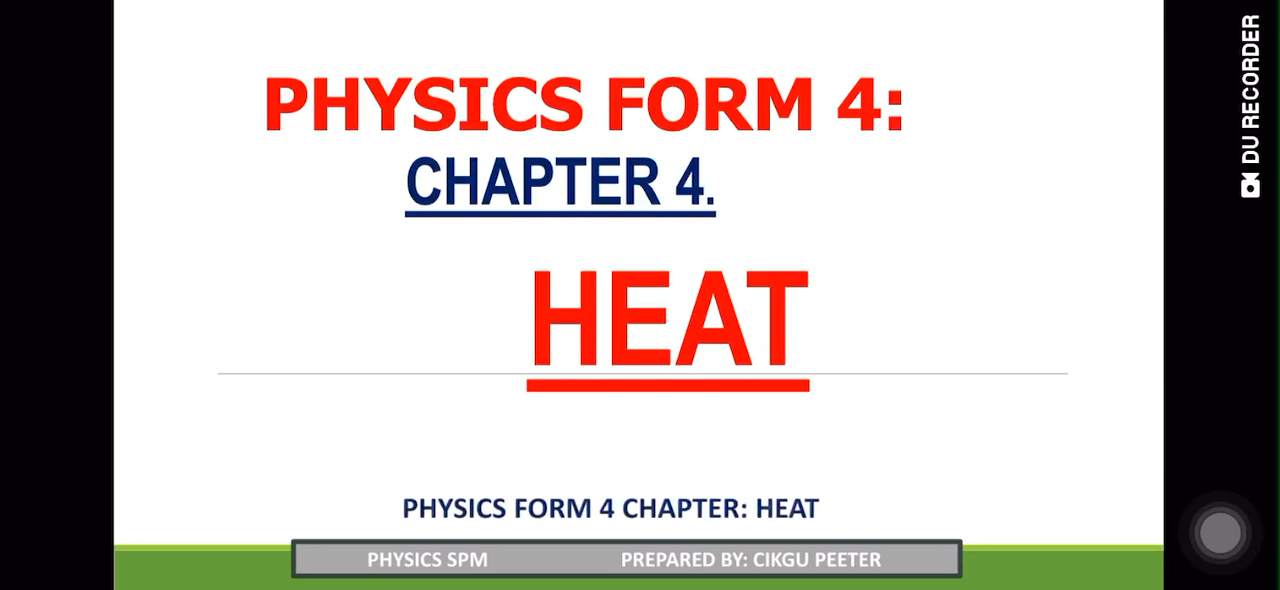 PHYSICS FORM 4:
CHAPTER 4.
HEAT
PHYSICS FORM 4 CHAPTER: HEAT
PHYSICS SPM PREPARED BY: CIKGU PEETER
DU RECORDER